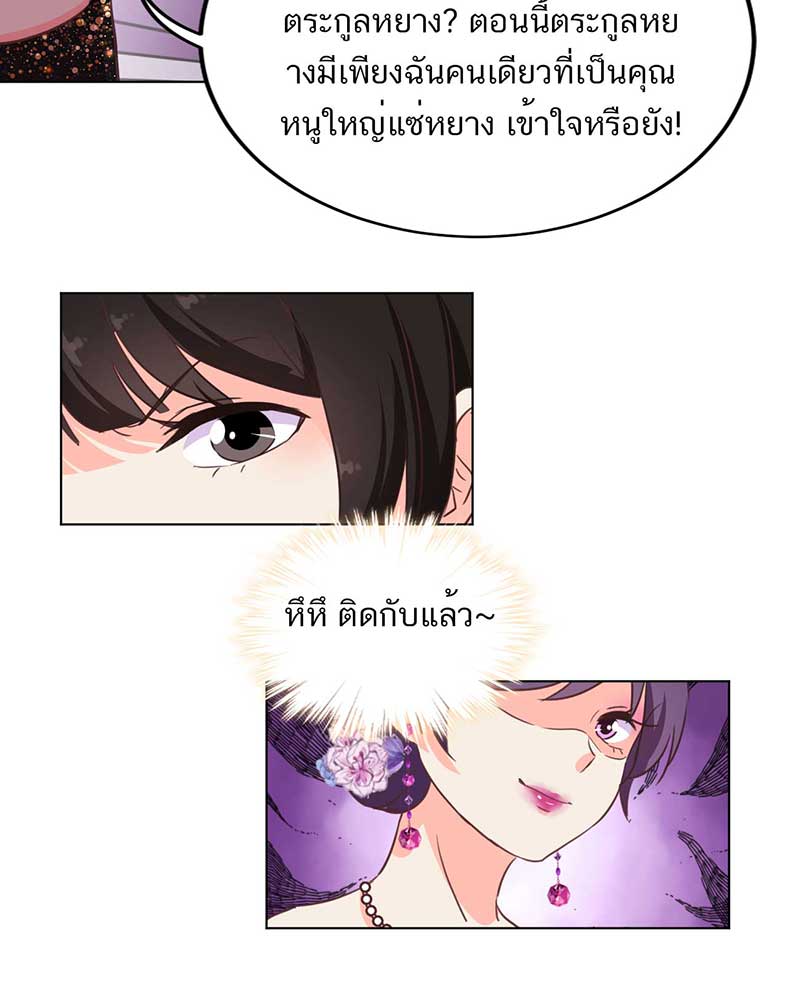 ตระกูลหยาง? ตอนนี้ตระกูลหย
างมีเพียงฉันคนเดียวที่เป็นคุณ
หนูใหญ่แซ่หยาง เข้าใจหรือยัง!
หึหึ ติดกับแล้ว~